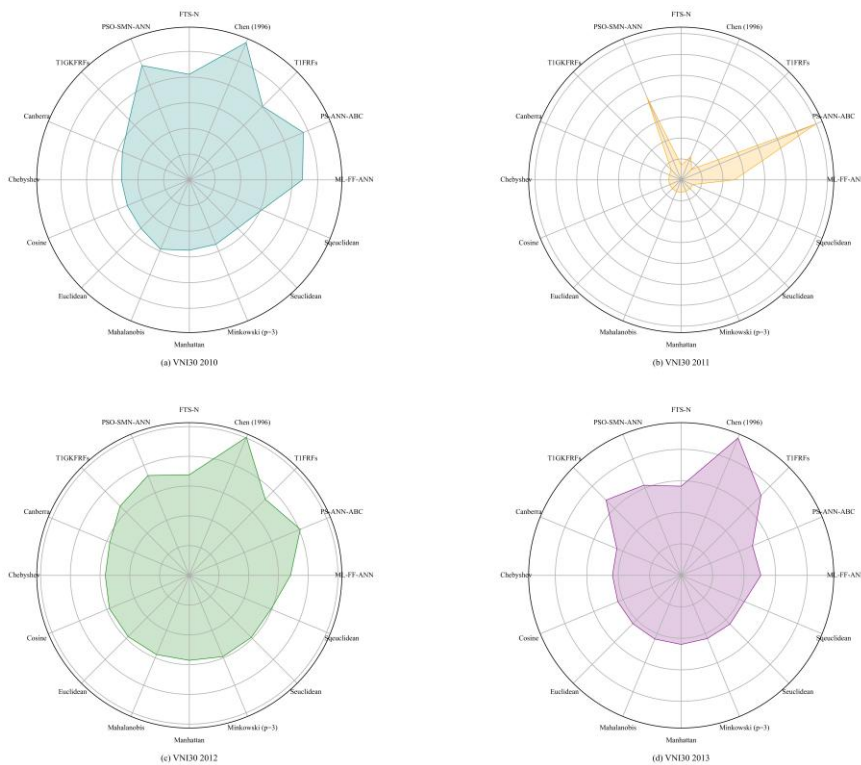 FTS-N
PSO-SMN-ANN
Chen (1996)
T1GKFRFs
T1FRFs
Canberra
PS-ANN-ABC
Chebyshev
ML-FF-ANN
Cosine
Sqeuclidean
Euclidean
Seuclidean
Mahalanobis
Minkowski (p=3)
Manhattan
(a) VNI30 2010
FTS-N
PSO-SMN-ANN
Chen (1996)
T1GKFRFs
T1FRFs
Canberra
PS-ANN-ABC
Chebyshev
ML-FF-AN
Cosine
Sqeuclidean
Euclidean
Seuclidean
Mahalanobis
Minkowski (p=3)
Manhattan
(b) VNI30 2011
FTS-N
PSO-SMN-ANN
Chen (1996)
T1GKFRFs
T1FRFs
Canberra
PS-ANN-ABC
Chebyshev
ML-FF-ANN
Cosine
Sqeuclidean
Euclidean
Seuclidean
Mahalanobis
Minkowski (p=3)
Manhattan
(c) VNI30 2012
FTS-N
PSO-SMN-ANN
Chen (1996)
T1GKFRFs
T1FRFs
Canberra
PS-ANN-ABC
Chebyshev
ML-FF-ANN
Cosine
Sqeuclidean
Euclidean
Seuclidean
Mahalanobis
Minkowski (p=3)
Manhattan
(d) VNI30 2013